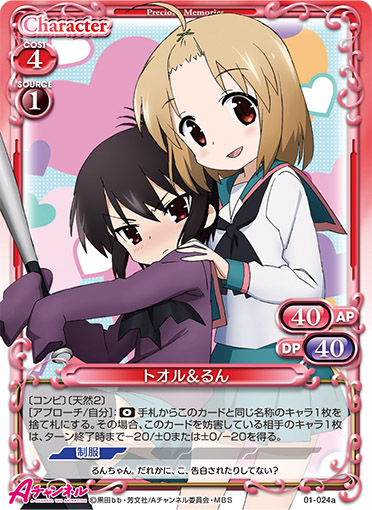 Precious Memories
Character
COST
4
SOURCE
1
40 AP
DP 40
トオル&るん
[コンビ] [天然2]
[アプローチ/自分]:手札からこのカードと同じ名称のキャラ1枚を
捨て札にする。その場合、このカードを妨害している相手のキャラ1枚
は、ターン終了時まで−20/±0または±0/−20を得る。
制服
るんちゃん、だれかに、こ、告白されたりしてない?
Aチャンネル
©黒田bb・芳文社/Aチャンネル委員会・MBS
01-024a